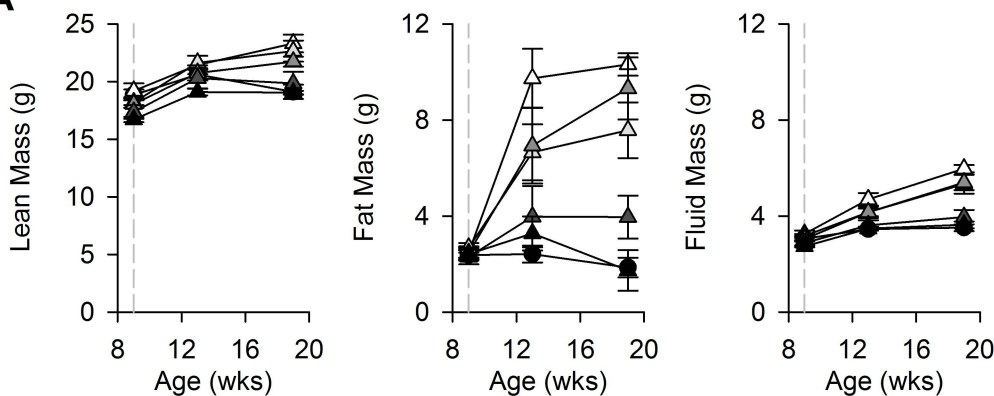 A
25
20
15
10
5
0
Lean Mass (g)
8 12 16 20
Age (wks)
12
8
4
0
Fat Mass (g)
8 12 16 20
Age (wks)
12
8
4
0
Fluid Mass (g)
8 12 16 20
Age (wks)